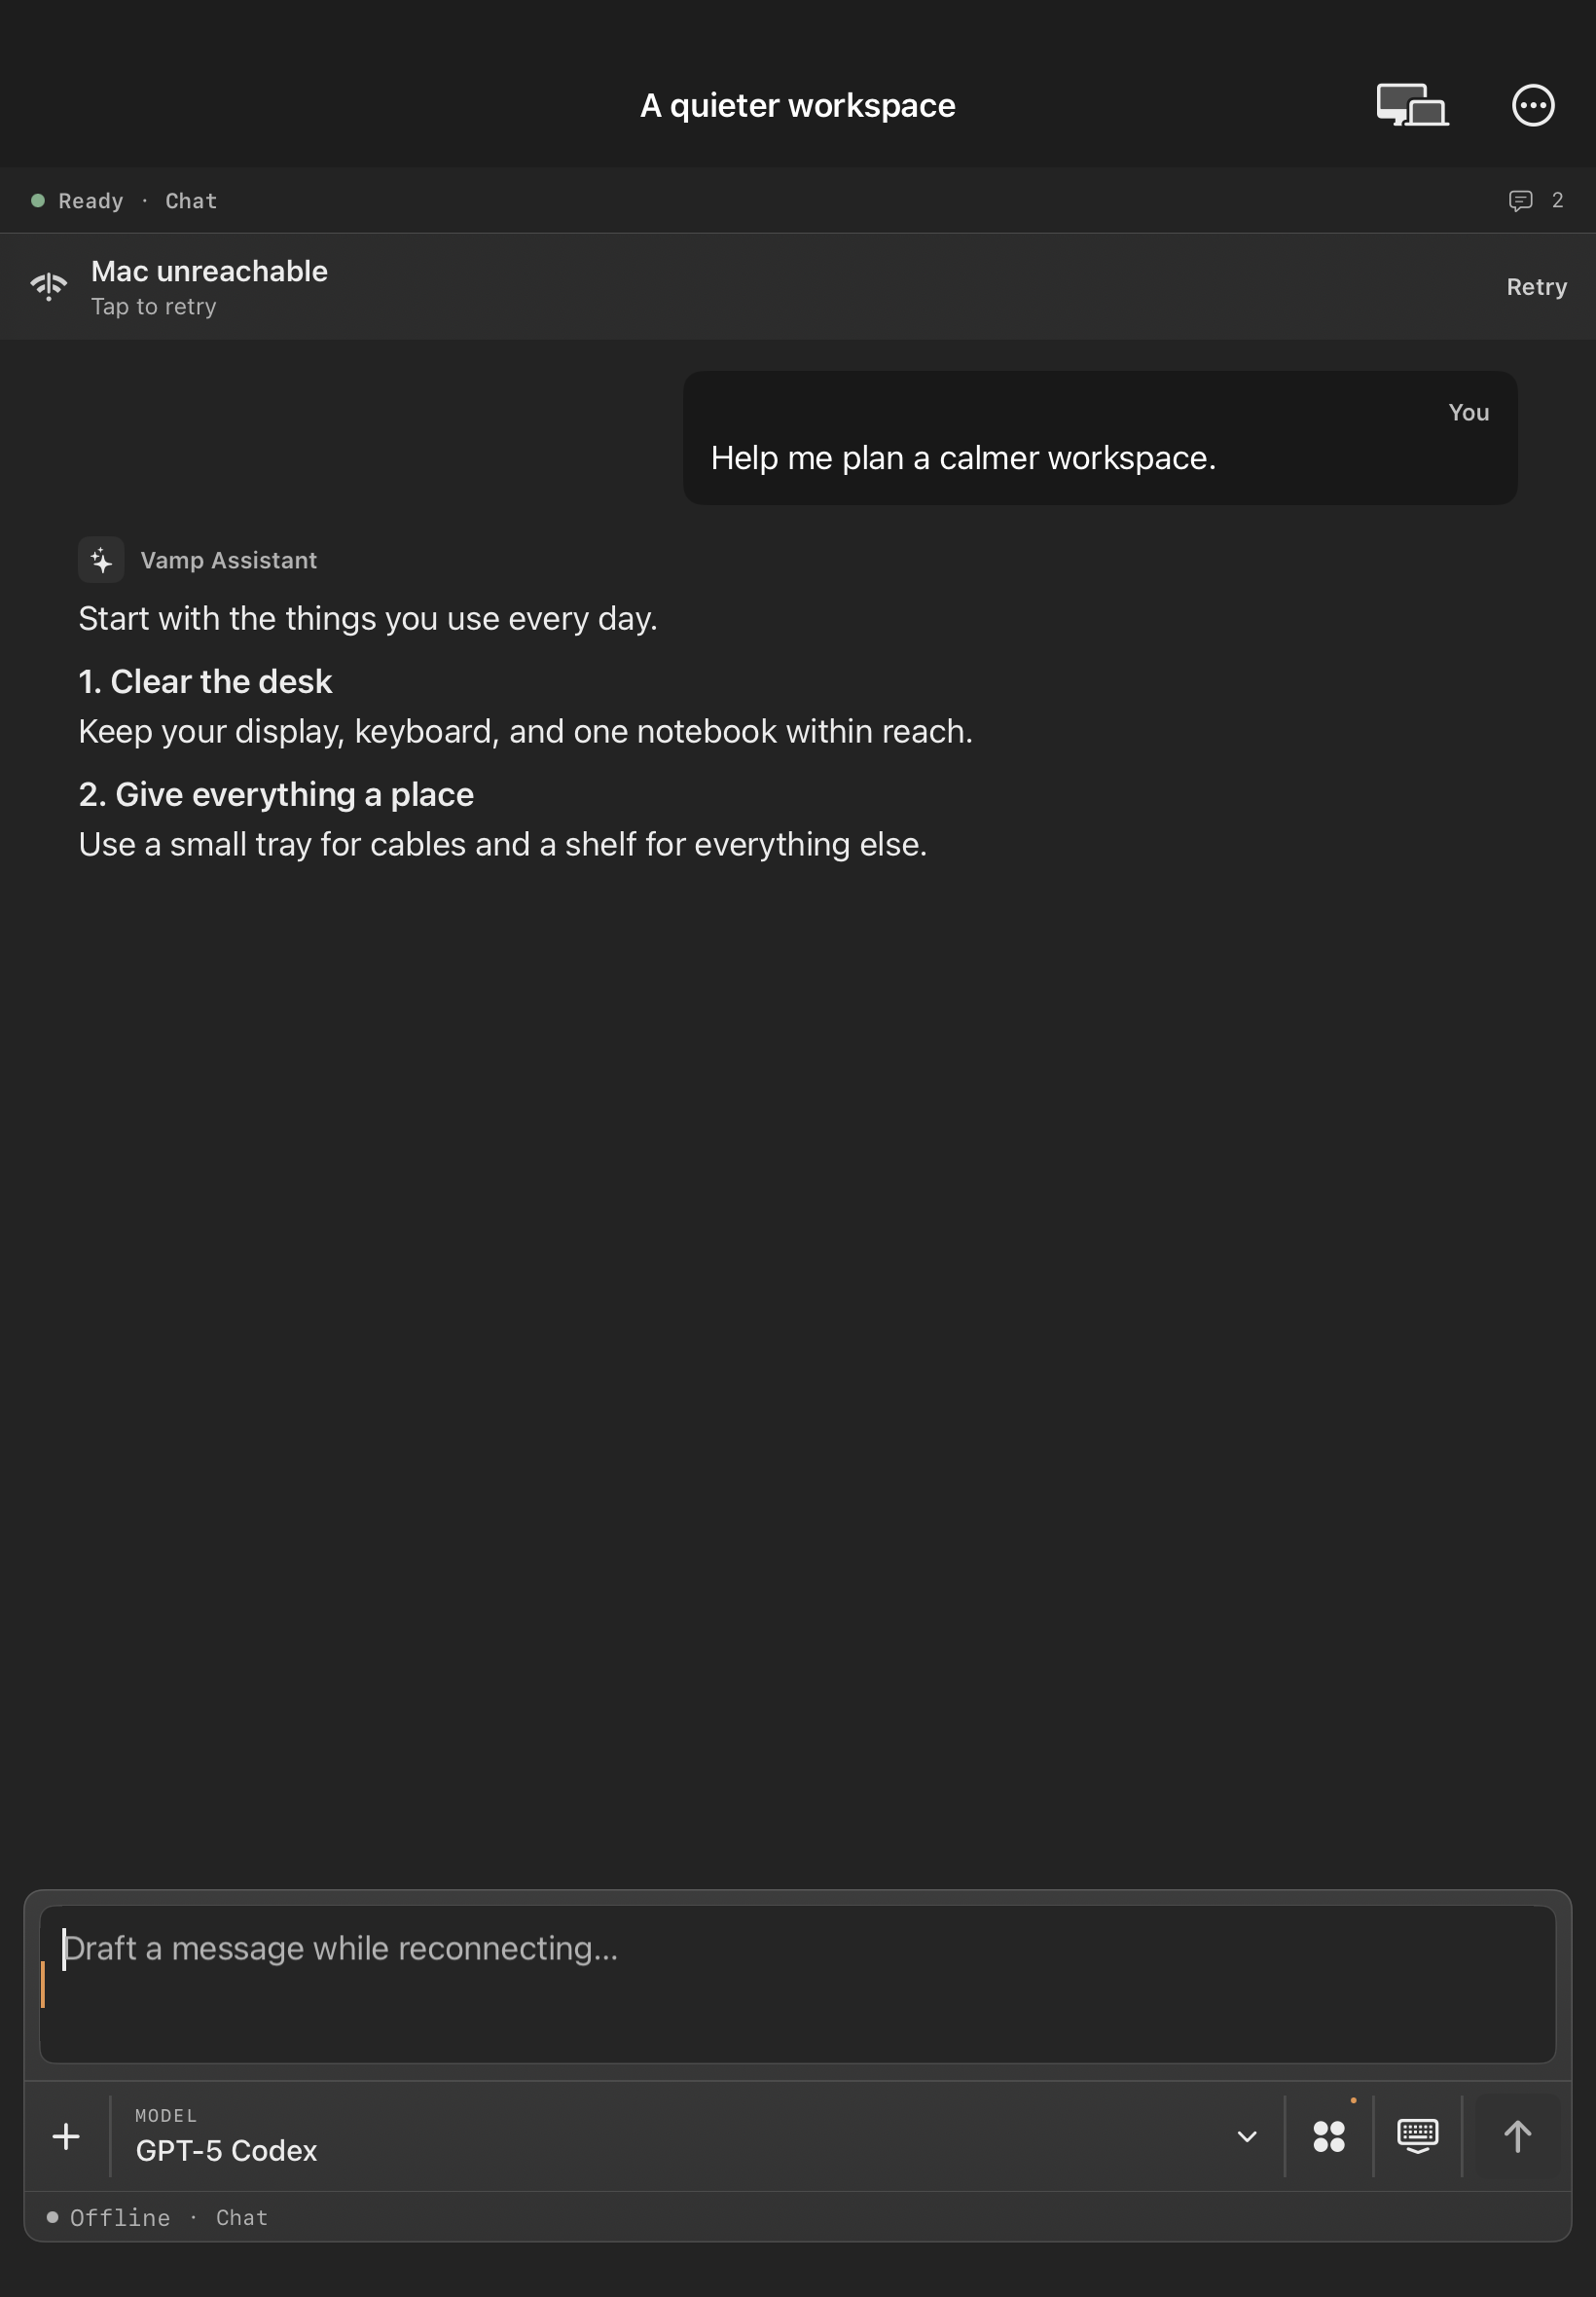 A quieter workspace
Ready · Chat
2
Mac unreachable
Tap to retry
Retry
You
Help me plan a calmer workspace.
Vamp Assistant
Start with the things you use every day.
1. Clear the desk
Keep your display, keyboard, and one notebook within reach.
2. Give everything a place
Use a small tray for cables and a shelf for everything else.
Draft a message while reconnecting...
MODEL
GPT-5 Codex
Offline · Chat